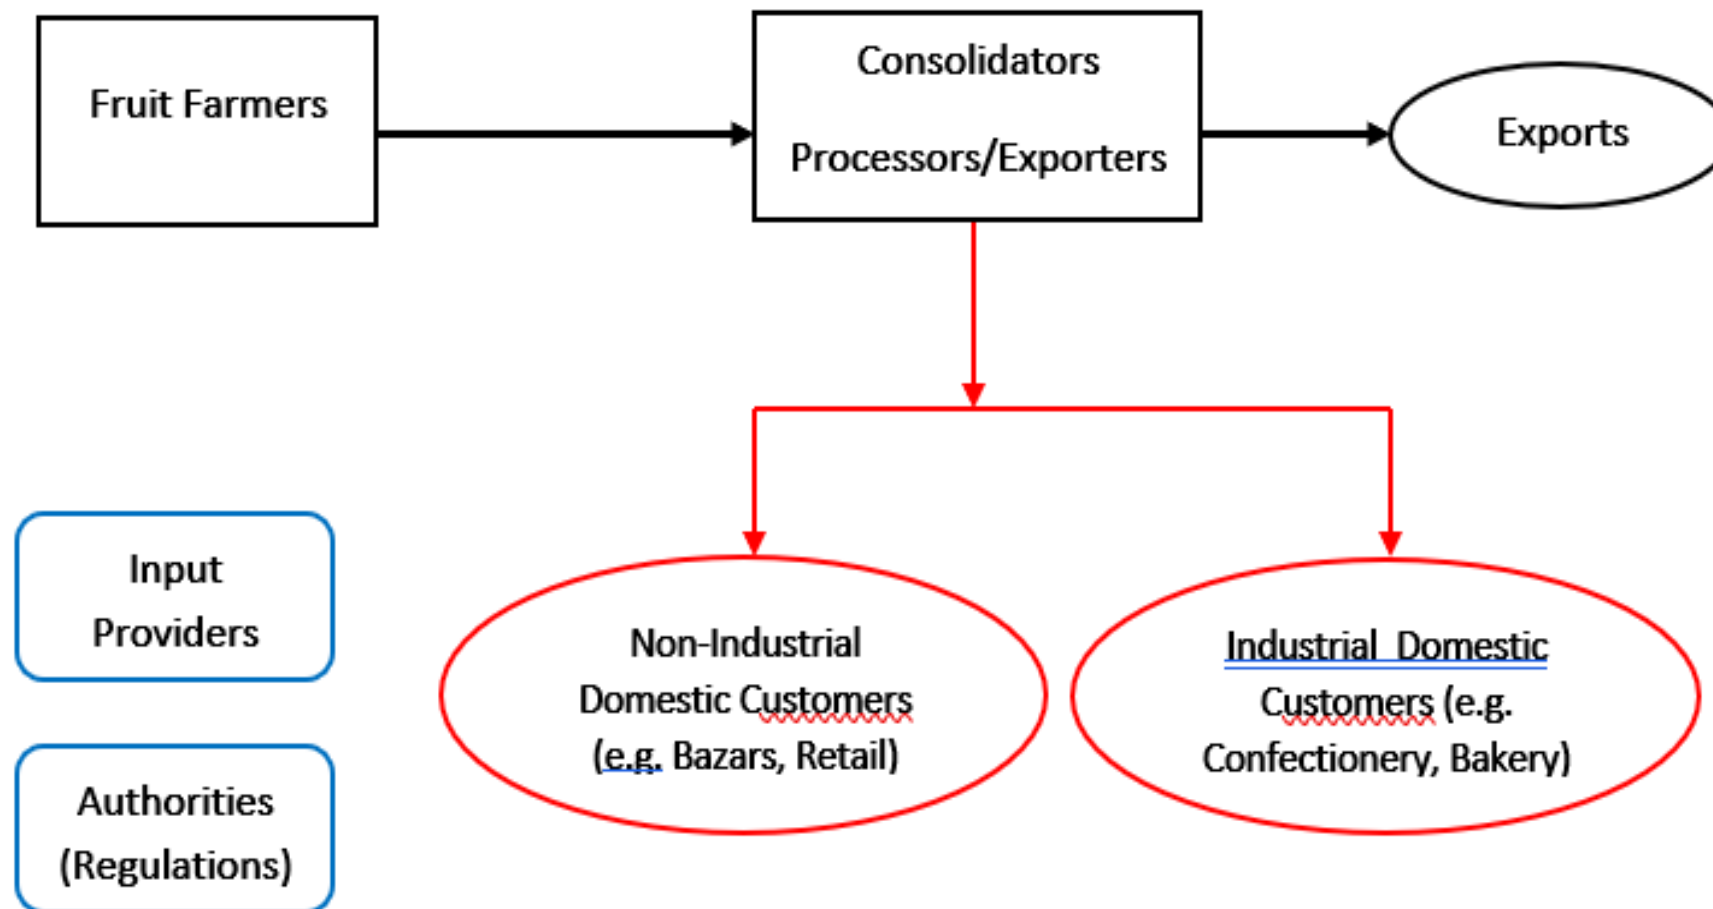 Fruit Farmers
Consolidators
Processors/Exporters
Exports
Input
Providers
Non-Industrial
Domestic Customers
(e.g. Bazars, Retail)
Industrial  Domestic
Customers (e.g.
Confectionery, Bakery)
Authorities
(Regulations)